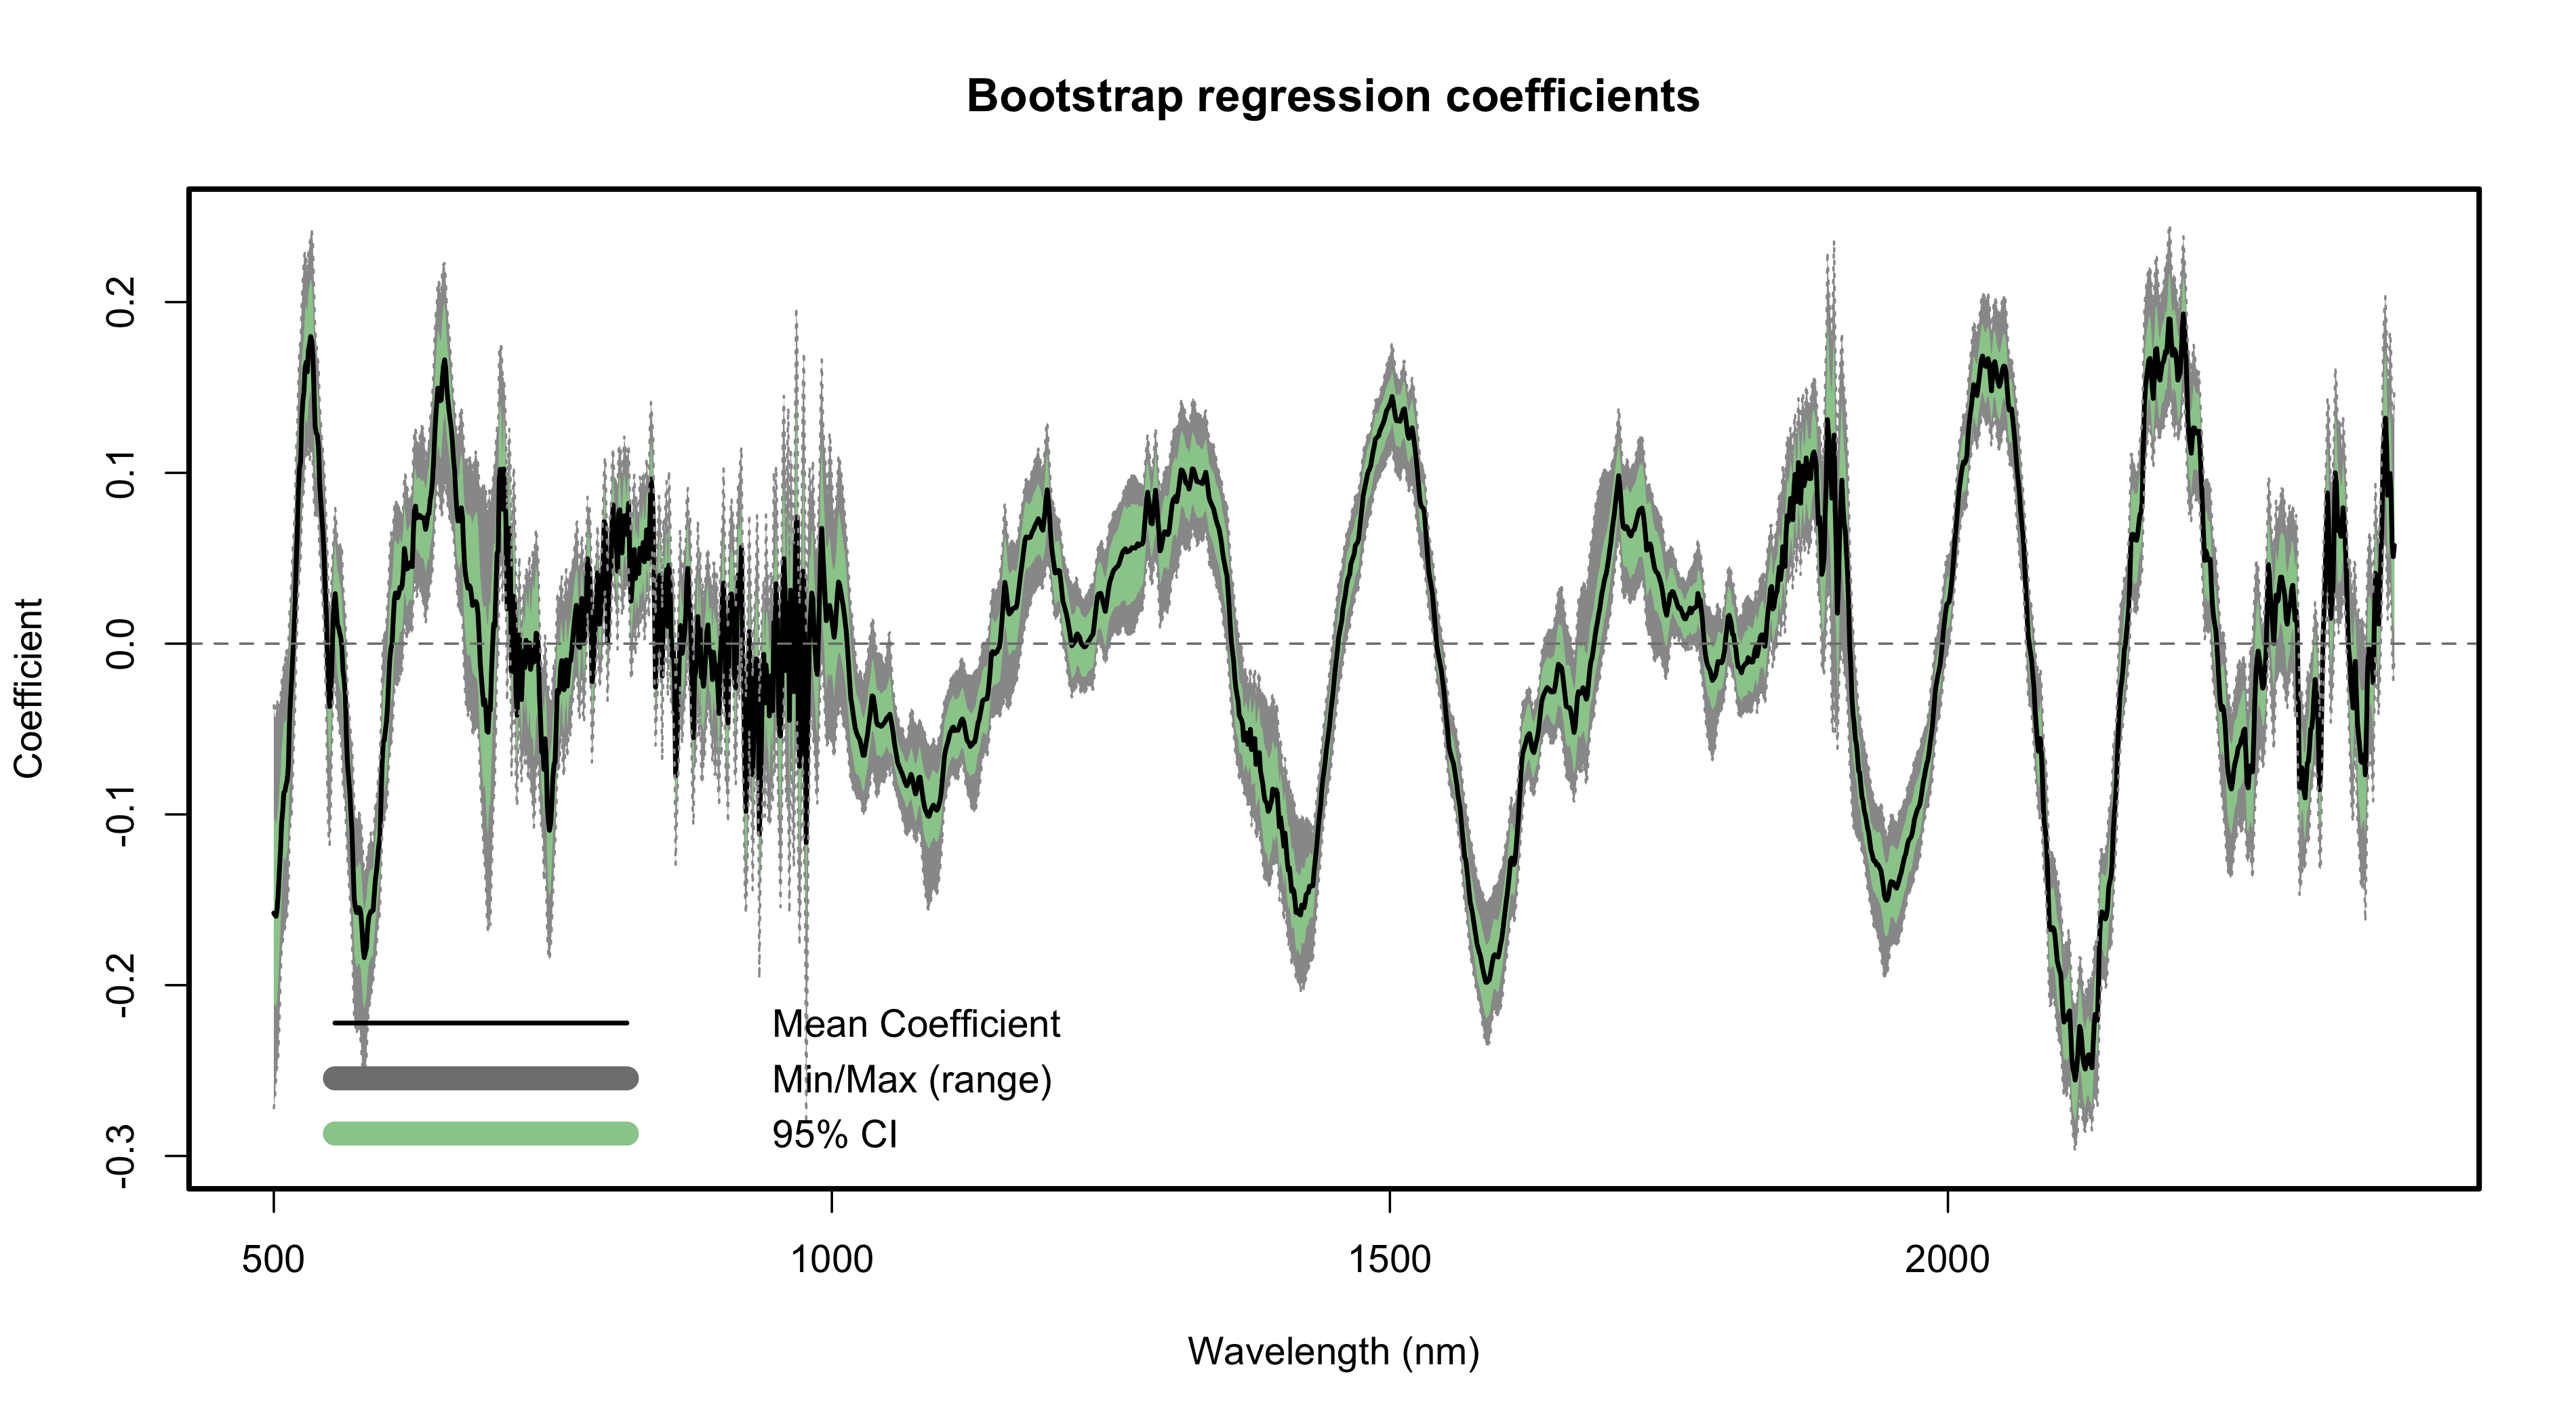 Bootstrap regression coefficients
Coefficient
0.2
0.1
0.0
-0.1
-0.2
-0.3
Mean Coefficient
Min/Max (range)
95% CI
500 1000 1500 2000
Wavelength (nm)